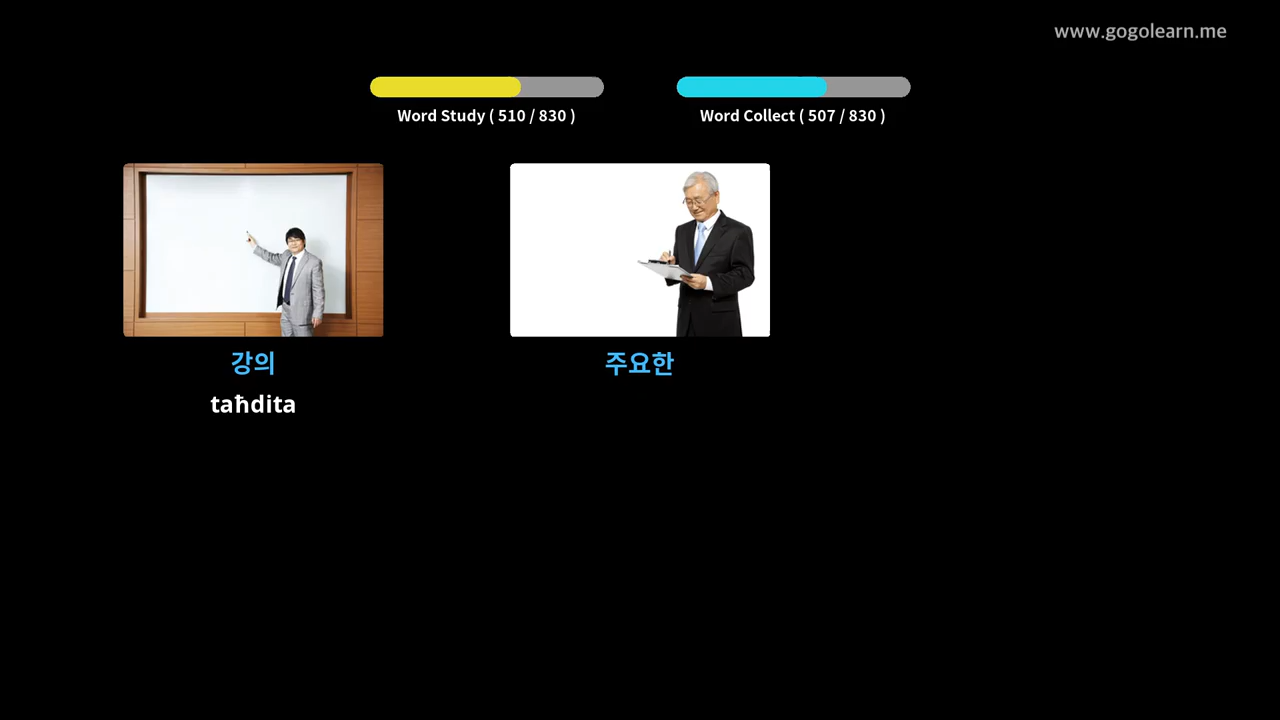 www.gogolearn.me
Word Study ( 510 / 830 )
Word Collect ( 507 / 830 )
강의
주요한
taħdita